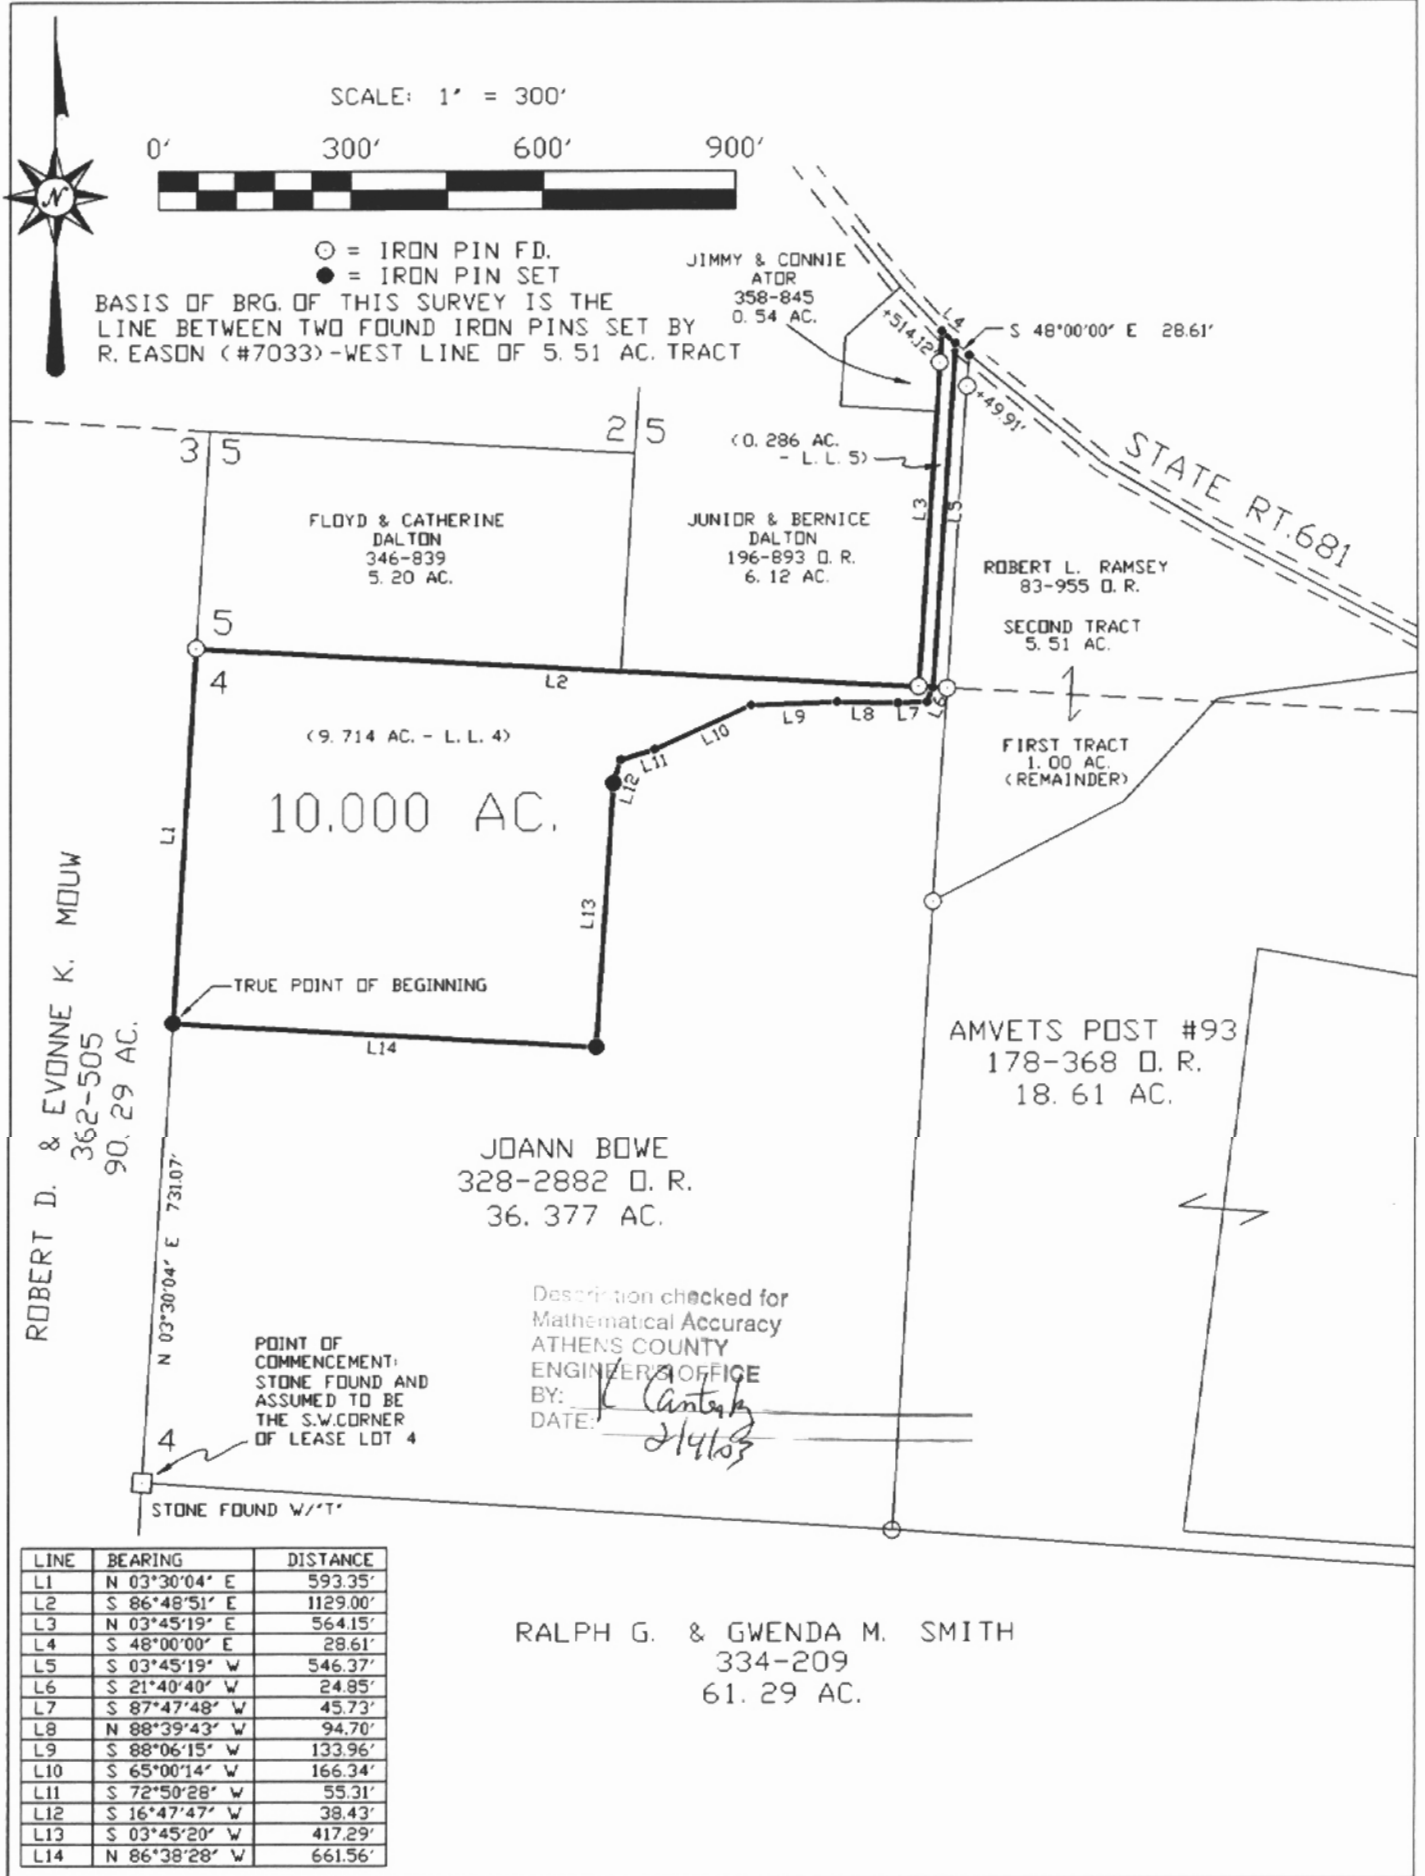 SCALE: 1" = 300'
0' 300' 600' 900'
N
= IRON PIN FD.
= IRON PIN SET
BASIS OF BRG. OF THIS SURVEY IS THE
LINE BETWEEN TWO FOUND IRON PINS SET BY
R. EASON (#7033)-WEST LINE OF 5.51 AC. TRACT
JIMMY & CONNIE
ATOR
358-845
0.54 AC.
L4
S 48°00'00" E 28.61'
+514.12'
+49.91'
STATE RT.681
3 5
2 5
(0.286 AC.
- L.L.5)
L3
L5
FLOYD & CATHERINE
DALTON
346-839
5.20 AC.
JUNIOR & BERNICE
DALTON
196-893 O.R.
6.12 AC.
ROBERT L. RAMSEY
83-955 O.R.
SECOND TRACT
5.51 AC.
5
4
L2
L6
L7
L8
L9
L10
L11
L12
FIRST TRACT
1.00 AC.
(REMAINDER)
(9.714 AC. - L.L.4)
10.000 AC.
L1
L13
ROBERT D. & EVONNE K. MOUW
362-505
90.29 AC.
TRUE POINT OF BEGINNING
L14
AMVETS POST #93
178-368 O.R.
18.61 AC.
JOANN BOWE
328-2882 O.R.
36.377 AC.
N 03°30'04" E 731.07'
Description checked for
Mathematical Accuracy
ATHENS COUNTY
ENGINEER'S OFFICE
BY:
DATE: 2/4/03
POINT OF
COMMENCEMENT:
STONE FOUND AND
ASSUMED TO BE
THE S.W.CORNER
OF LEASE LOT 4
4
STONE FOUND W/"T"
LINE BEARING DISTANCE
L1 N 03°30'04" E 593.35'
L2 S 86°48'51" E 1129.00'
L3 N 03°45'19" E 564.15'
L4 S 48°00'00" E 28.61'
L5 S 03°45'19" W 546.37'
L6 S 21°40'40" W 24.85'
L7 S 87°47'48" W 45.73'
L8 N 88°39'43" W 94.70'
L9 S 88°06'15" W 133.96'
L10 S 65°00'14" W 166.34'
L11 S 72°50'28" W 55.31'
L12 S 16°47'47" W 38.43'
L13 S 03°45'20" W 417.29'
L14 N 86°38'28" W 661.56'
RALPH G. & GWENDA M. SMITH
334-209
61.29 AC.